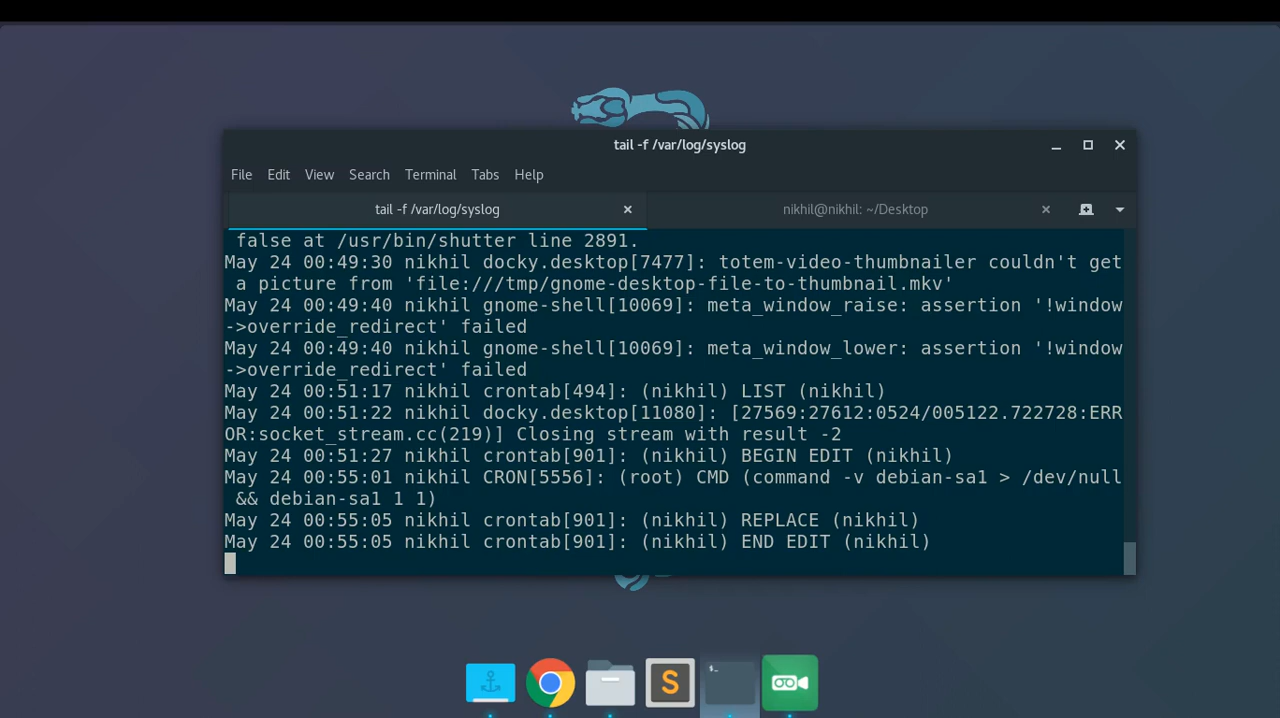 tail -f /var/log/syslog
File Edit View Search Terminal Tabs Help
tail -f /var/log/syslog nikhil@nikhil: ~/Desktop
false at /usr/bin/shutter line 2891.
May 24 00:49:30 nikhil docky.desktop[7477]: totem-video-thumbnailer couldn't get
a picture from 'file:///tmp/gnome-desktop-file-to-thumbnail.mkv'
May 24 00:49:40 nikhil gnome-shell[10069]: meta_window_raise: assertion '!window
->override_redirect' failed
May 24 00:49:40 nikhil gnome-shell[10069]: meta_window_lower: assertion '!window
->override_redirect' failed
May 24 00:51:17 nikhil crontab[494]: (nikhil) LIST (nikhil)
May 24 00:51:22 nikhil docky.desktop[11080]: [27569:27612:0524/005122.722728:ERR
OR:socket_stream.cc(219)] Closing stream with result -2
May 24 00:51:27 nikhil crontab[901]: (nikhil) BEGIN EDIT (nikhil)
May 24 00:55:01 nikhil CRON[5556]: (root) CMD (command -v debian-sa1 > /dev/null
&& debian-sa1 1 1)
May 24 00:55:05 nikhil crontab[901]: (nikhil) REPLACE (nikhil)
May 24 00:55:05 nikhil crontab[901]: (nikhil) END EDIT (nikhil)
S $_